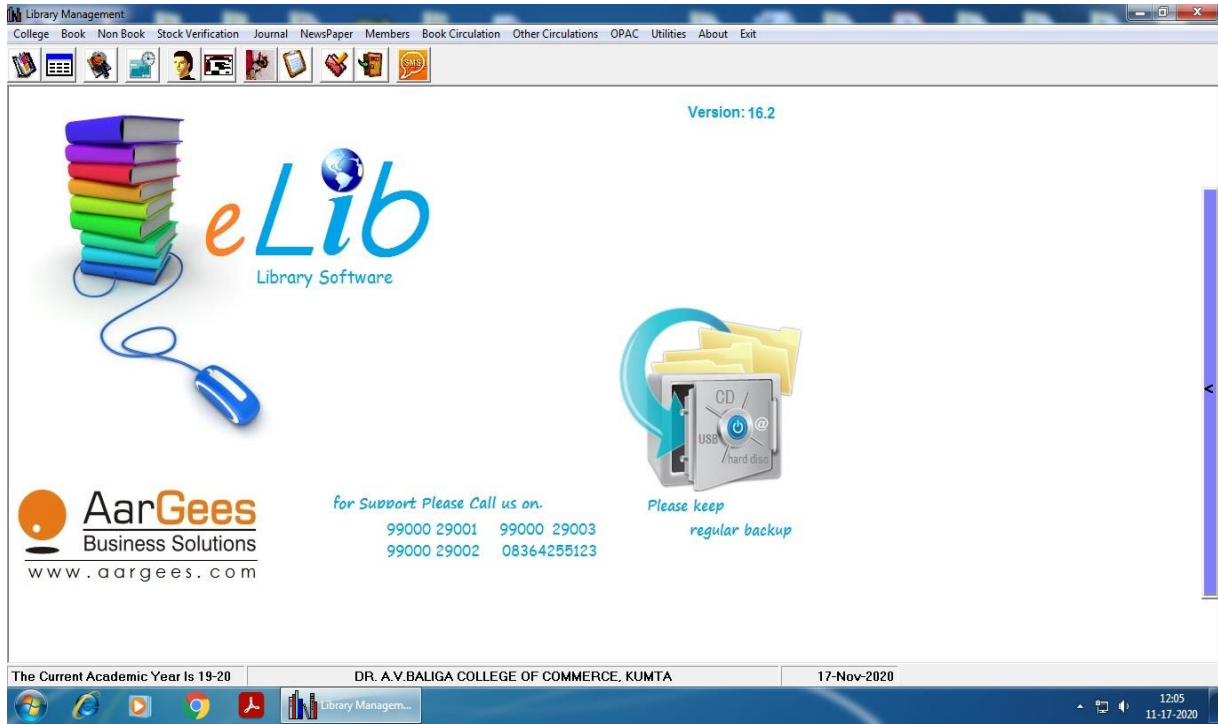 Library Management
College Book Non Book Stock Verification Journal NewsPaper Members Book Circulation Other Circulations OPAC Utilities About Exit
SMS
Version: 16.2
eLib
Library Software
CD
USB
@
hard disc
AarGees
Business Solutions
www.aargees.com
for Support Please Call us on.
99000 29001 99000 29003
99000 29002 08364255123
Please keep
regular backup
<
The Current Academic Year Is 19-20 DR. A.V.BALIGA COLLEGE OF COMMERCE, KUMTA 17-Nov-2020
Library Managem...
12:05
11-17-2020